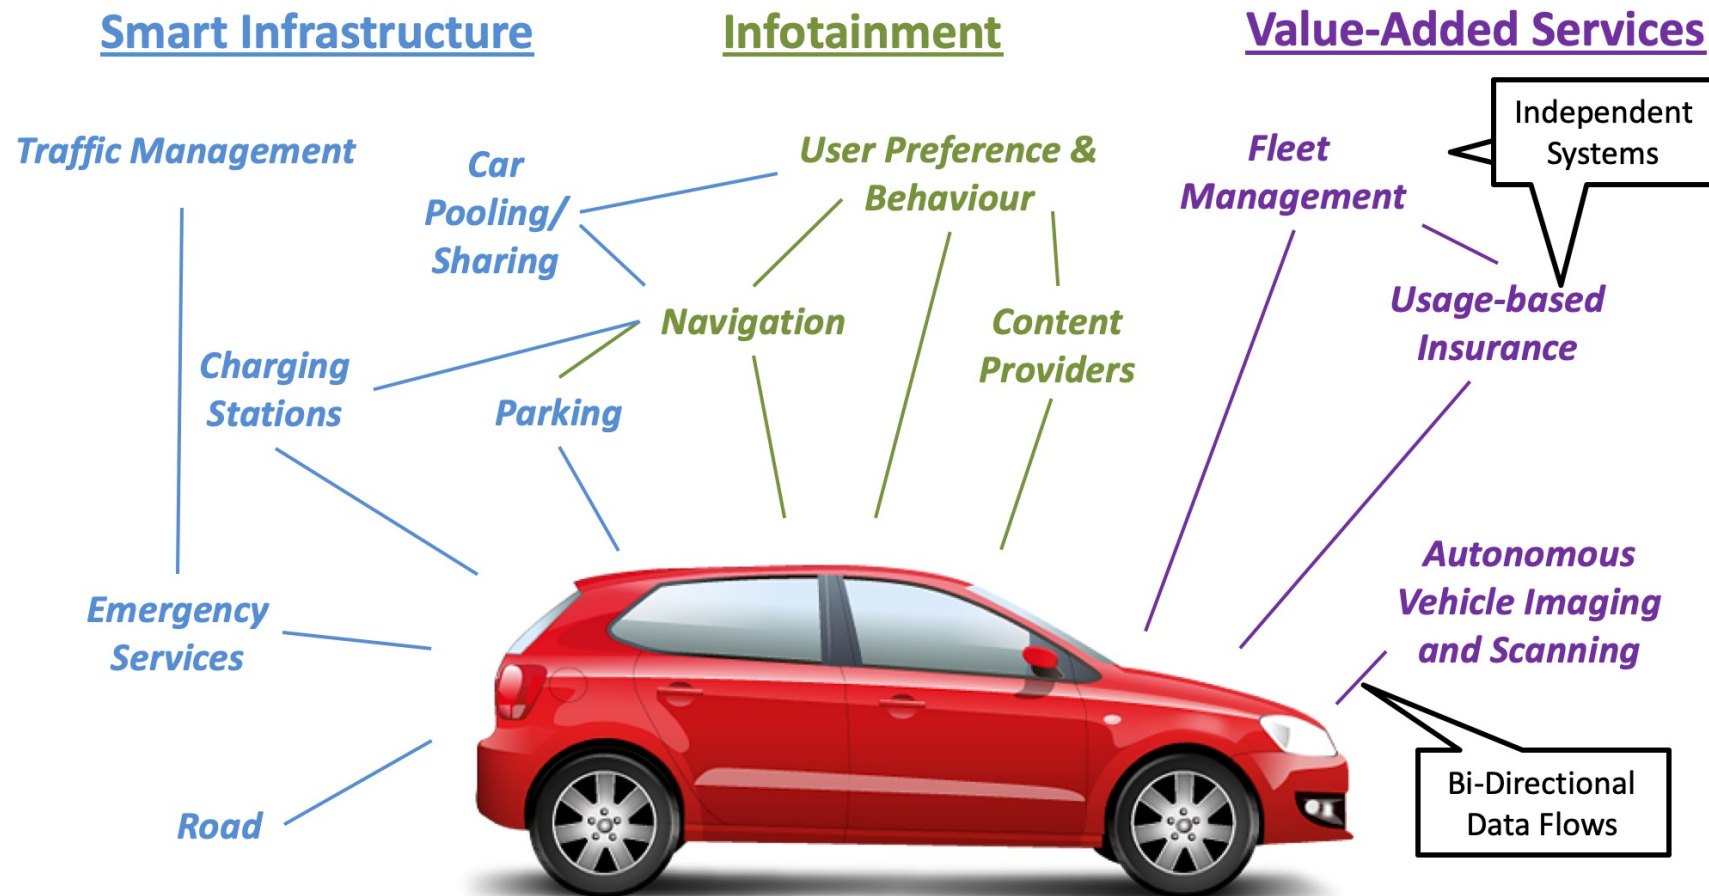 Smart Infrastructure
Infotainment
Value-Added Services
Traffic Management
Car
Pooling/
Sharing
Charging
Stations
Parking
Emergency
Services
Road
User Preference &
Behaviour
Navigation
Content
Providers
Fleet
Management
Independent
Systems
Usage-based
Insurance
Autonomous
Vehicle Imaging
and Scanning
Bi-Directional
Data Flows